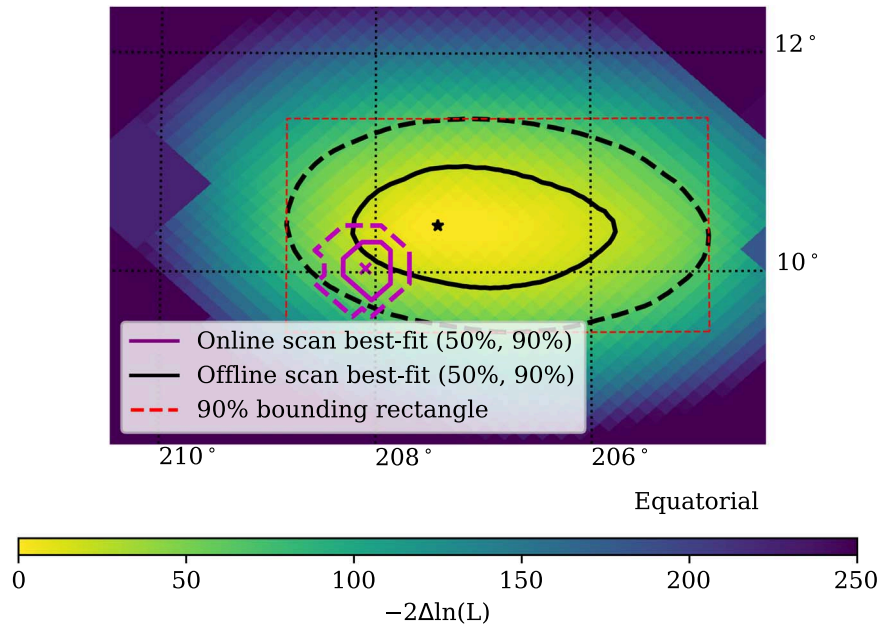 12°
10°
Online scan best-fit (50%, 90%)
Offline scan best-fit (50%, 90%)
90% bounding rectangle
210° 208° 206°
Equatorial
0 50 100 150 200 250
−2Δln(L)